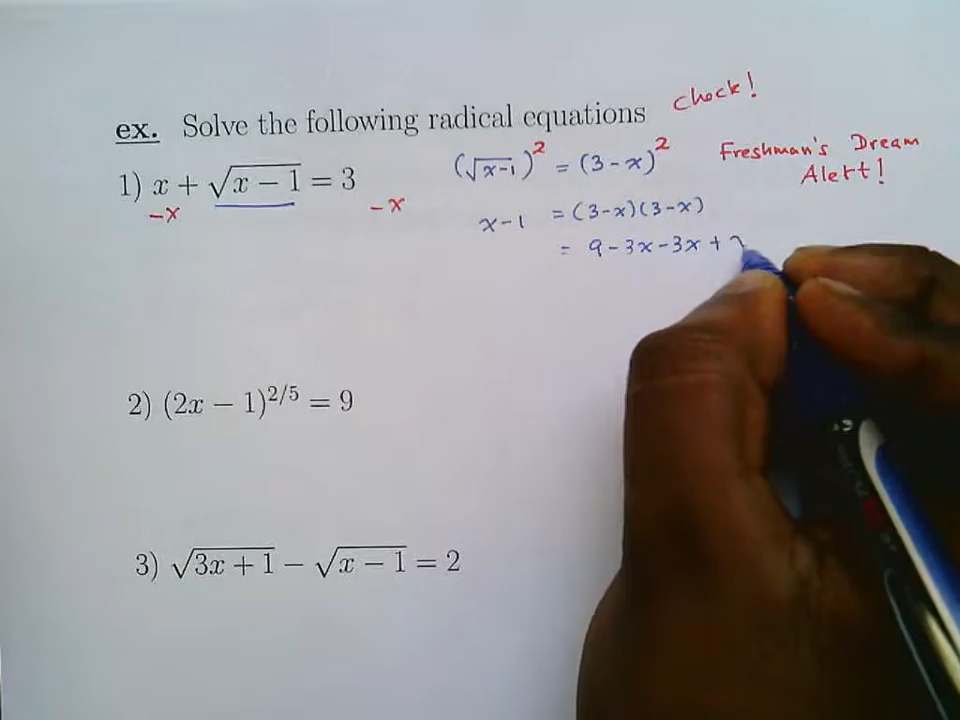 ex. Solve the following radical equations
check!
1) x + √(x − 1) = 3
−x −x
(√(x−1))² = (3−x)²
Freshman's Dream
Alert!
x−1 = (3−x)(3−x)
= 9−3x−3x+
2) (2x − 1)^{2/5} = 9
3) √(3x + 1) − √(x − 1) = 2